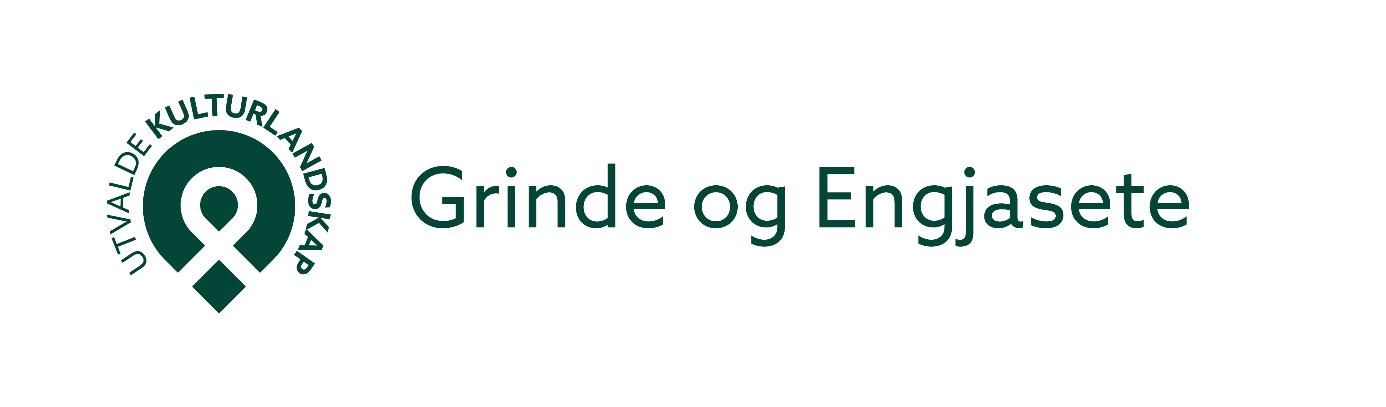 UTVALDE KULTURLANDSKAP
Grinde og Engjasete